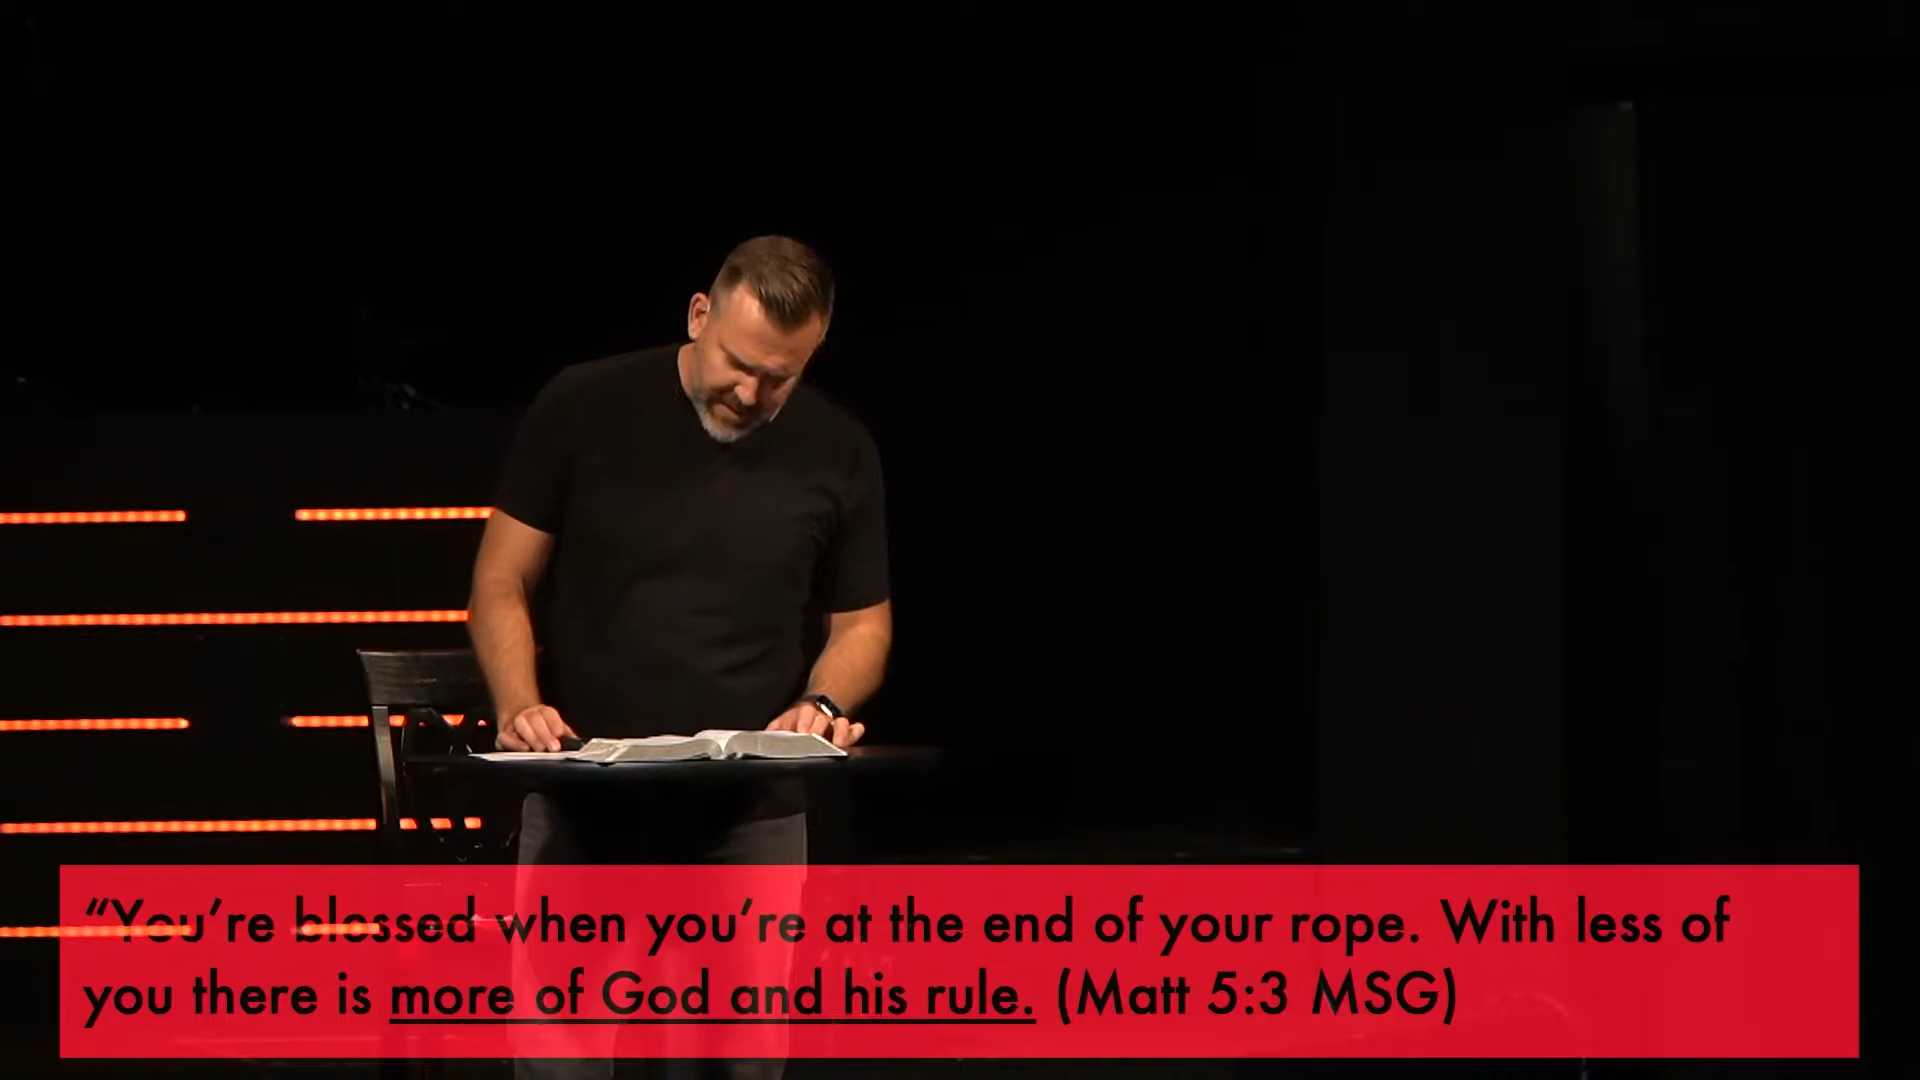 “You’re blessed when you’re at the end of your rope. With less of
you there is more of God and his rule. (Matt 5:3 MSG)